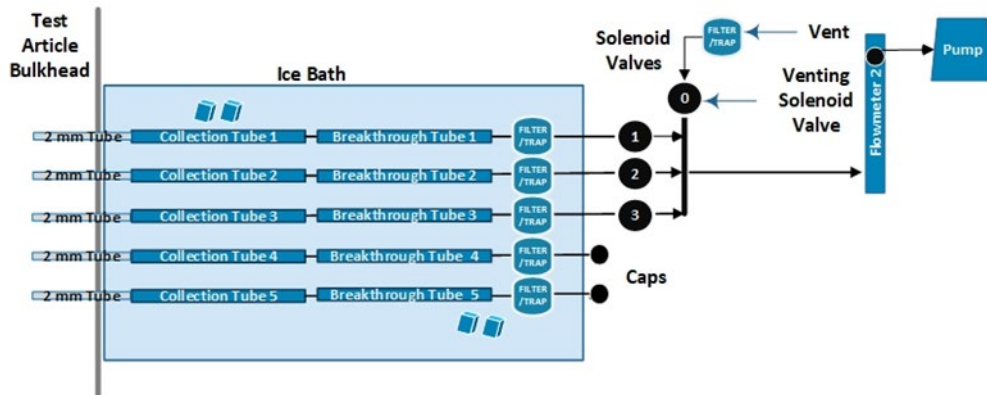 Test
Article
Bulkhead
Ice Bath
Solenoid
Valves
FILTER
/TRAP
Vent
Venting
Solenoid
Valve
0
Flowmeter 2
Pump
2 mm Tube
Collection Tube 1
Breakthrough Tube 1
FILTER
/TRAP
1
2 mm Tube
Collection Tube 2
Breakthrough Tube 2
FILTER
/TRAP
2
2 mm Tube
Collection Tube 3
Breakthrough Tube 3
FILTER
/TRAP
3
2 mm Tube
Collection Tube 4
Breakthrough Tube 4
FILTER
/TRAP
Caps
2 mm Tube
Collection Tube 5
Breakthrough Tube 5
FILTER
/TRAP